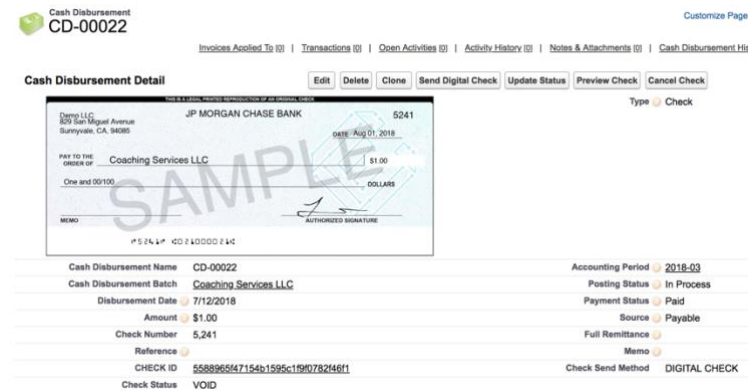 Cash Disbursement
CD-00022
Customize Page
Invoices Applied To [0] | Transactions [0] | Open Activities [0] | Activity History [0] | Notes & Attachments [0] | Cash Disbursement His
Cash Disbursement Detail
Edit Delete Clone Send Digital Check Update Status Preview Check Cancel Check
Type Check
THIS IS A LEGAL PRINTED REPRODUCTION OF AN ORIGINAL CHECK
Demo LLC JP MORGAN CHASE BANK 5241
829 San Miguel Avenue
Sunnyvale, CA, 94085
DATE Aug 01, 2018
PAY TO THE
ORDER OF Coaching Services LLC $1.00
One and 00/100 DOLLARS
SAMPLE
MEMO AUTHORIZED SIGNATURE
Cash Disbursement Name CD-00022 Accounting Period 2018-03
Cash Disbursement Batch Coaching Services LLC Posting Status In Process
Disbursement Date 7/12/2018 Payment Status Paid
Amount $1.00 Source Payable
Check Number 5,241 Full Remittance
Reference Memo
CHECK ID 5588965f47154b1595c1f9f0782f46f1 Check Send Method DIGITAL CHECK
Check Status VOID